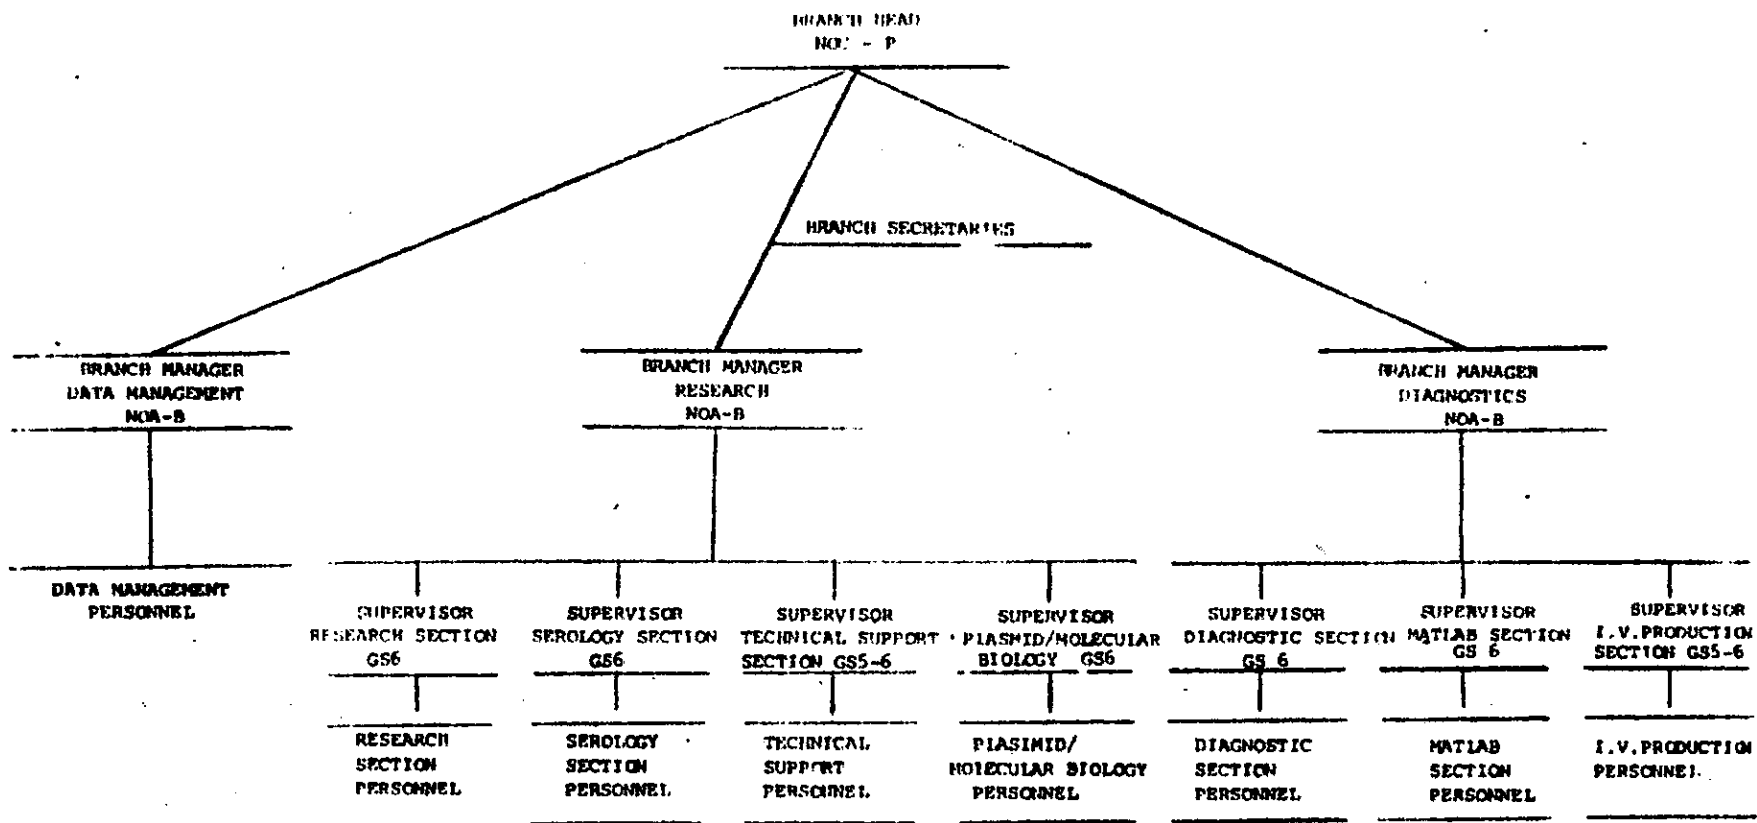 BRANCH HEAD
NOC - P
BRANCH SECRETARIES
BRANCH MANAGER
DATA MANAGEMENT
NOA-B
BRANCH MANAGER
RESEARCH
NOA-B
BRANCH MANAGER
DIAGNOSTICS
NOA-B
DATA MANAGEMENT
PERSONNEL
SUPERVISOR
RESEARCH SECTION
GS6
SUPERVISOR
SEROLOGY SECTION
GS6
SUPERVISOR
TECHNICAL SUPPORT
SECTION GS5-6
SUPERVISOR
PLASMID/MOLECULAR
BIOLOGY GS6
SUPERVISOR
DIAGNOSTIC SECTION
GS 6
SUPERVISOR
MATLAB SECTION
GS 6
SUPERVISOR
I.V.PRODUCTION
SECTION GS5-6
RESEARCH
SECTION
PERSONNEL
SEROLOGY
SECTION
PERSONNEL
TECHNICAL
SUPPORT
PERSONNEL
PLASIMID/
MOLECULAR BIOLOGY
PERSONNEL
DIAGNOSTIC
SECTION
PERSONNEL
MATLAB
SECTION
PERSONNEL
I.V.PRODUCTION
PERSONNEL